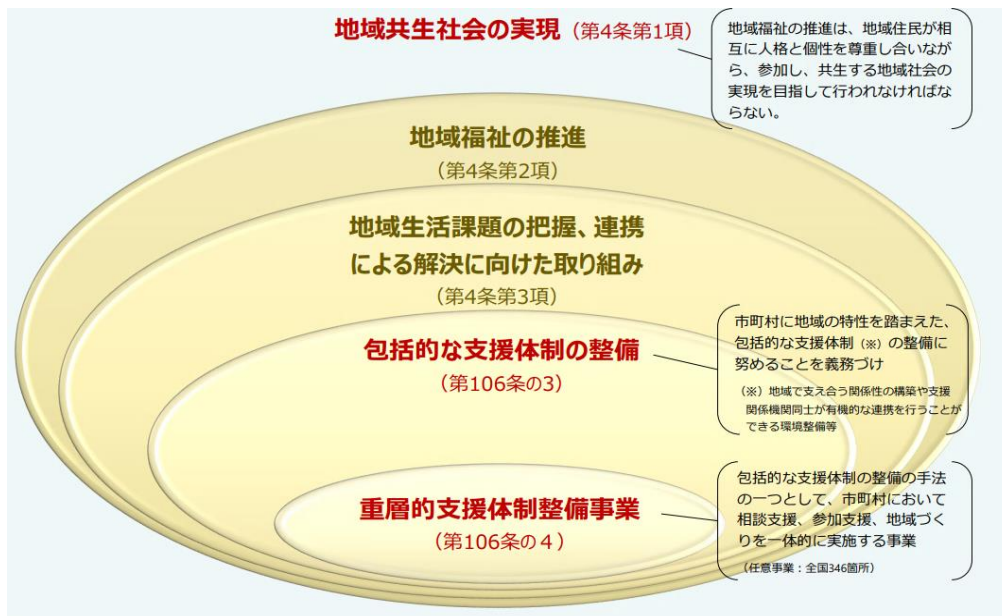 地域共生社会の実現（第4条第1項）
地域福祉の推進は、地域住民が相
互に人格と個性を尊重し合いなが
ら、参加し、共生する地域社会の
実現を目指して行われなければな
らない。
地域福祉の推進
（第4条第2項）
地域生活課題の把握、連携
による解決に向けた取り組み
（第4条第3項）
包括的な支援体制の整備
（第106条の3）
市町村に地域の特性を踏まえた、
包括的な支援体制（※）の整備に
努めることを義務づけ
（※）地域で支え合う関係性の構築や支援
関係機関同士が有機的な連携を行うことが
できる環境整備等
重層的支援体制整備事業
（第106条の４）
包括的な支援体制の整備の手法
の一つとして、市町村において
相談支援、参加支援、地域づく
りを一体的に実施する事業
（任意事業：全国346箇所）